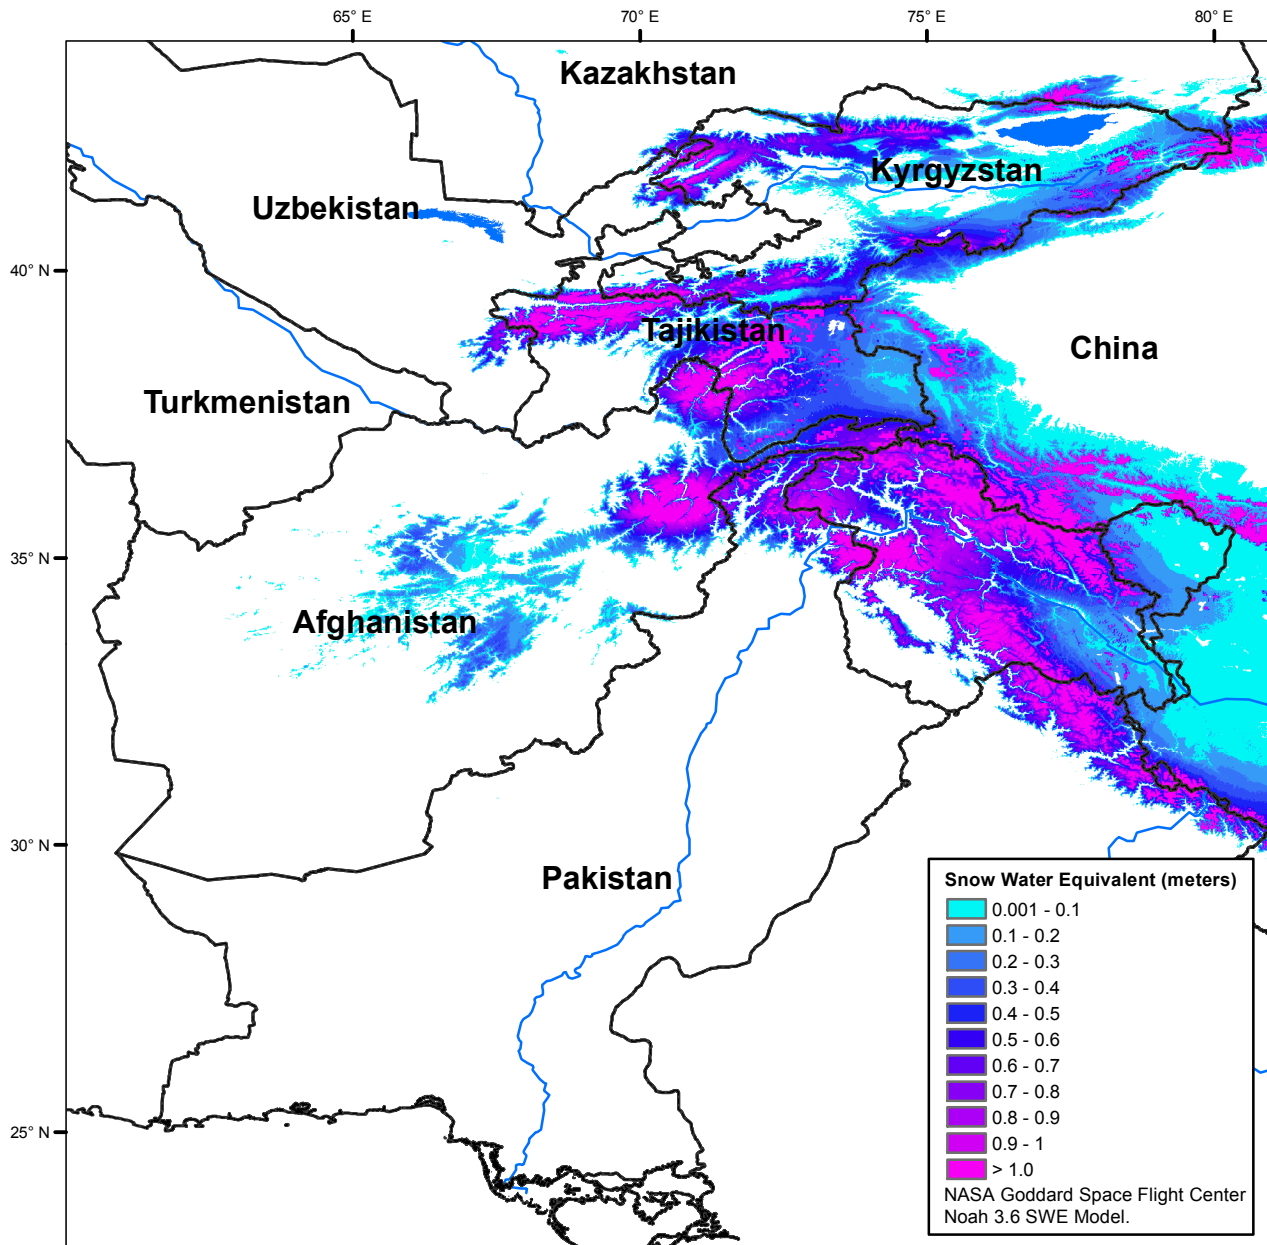 65° E
70° E
75° E
80° E
Kazakhstan
Kyrgyzstan
Uzbekistan
40° N
Tajikistan
China
Turkmenistan
35° N
Afghanistan
30° N
Pakistan
25° N
Snow Water Equivalent (meters)
0.001 - 0.1
0.1 - 0.2
0.2 - 0.3
0.3 - 0.4
0.4 - 0.5
0.5 - 0.6
0.6 - 0.7
0.7 - 0.8
0.8 - 0.9
0.9 - 1
> 1.0
NASA Goddard Space Flight Center
Noah 3.6 SWE Model.